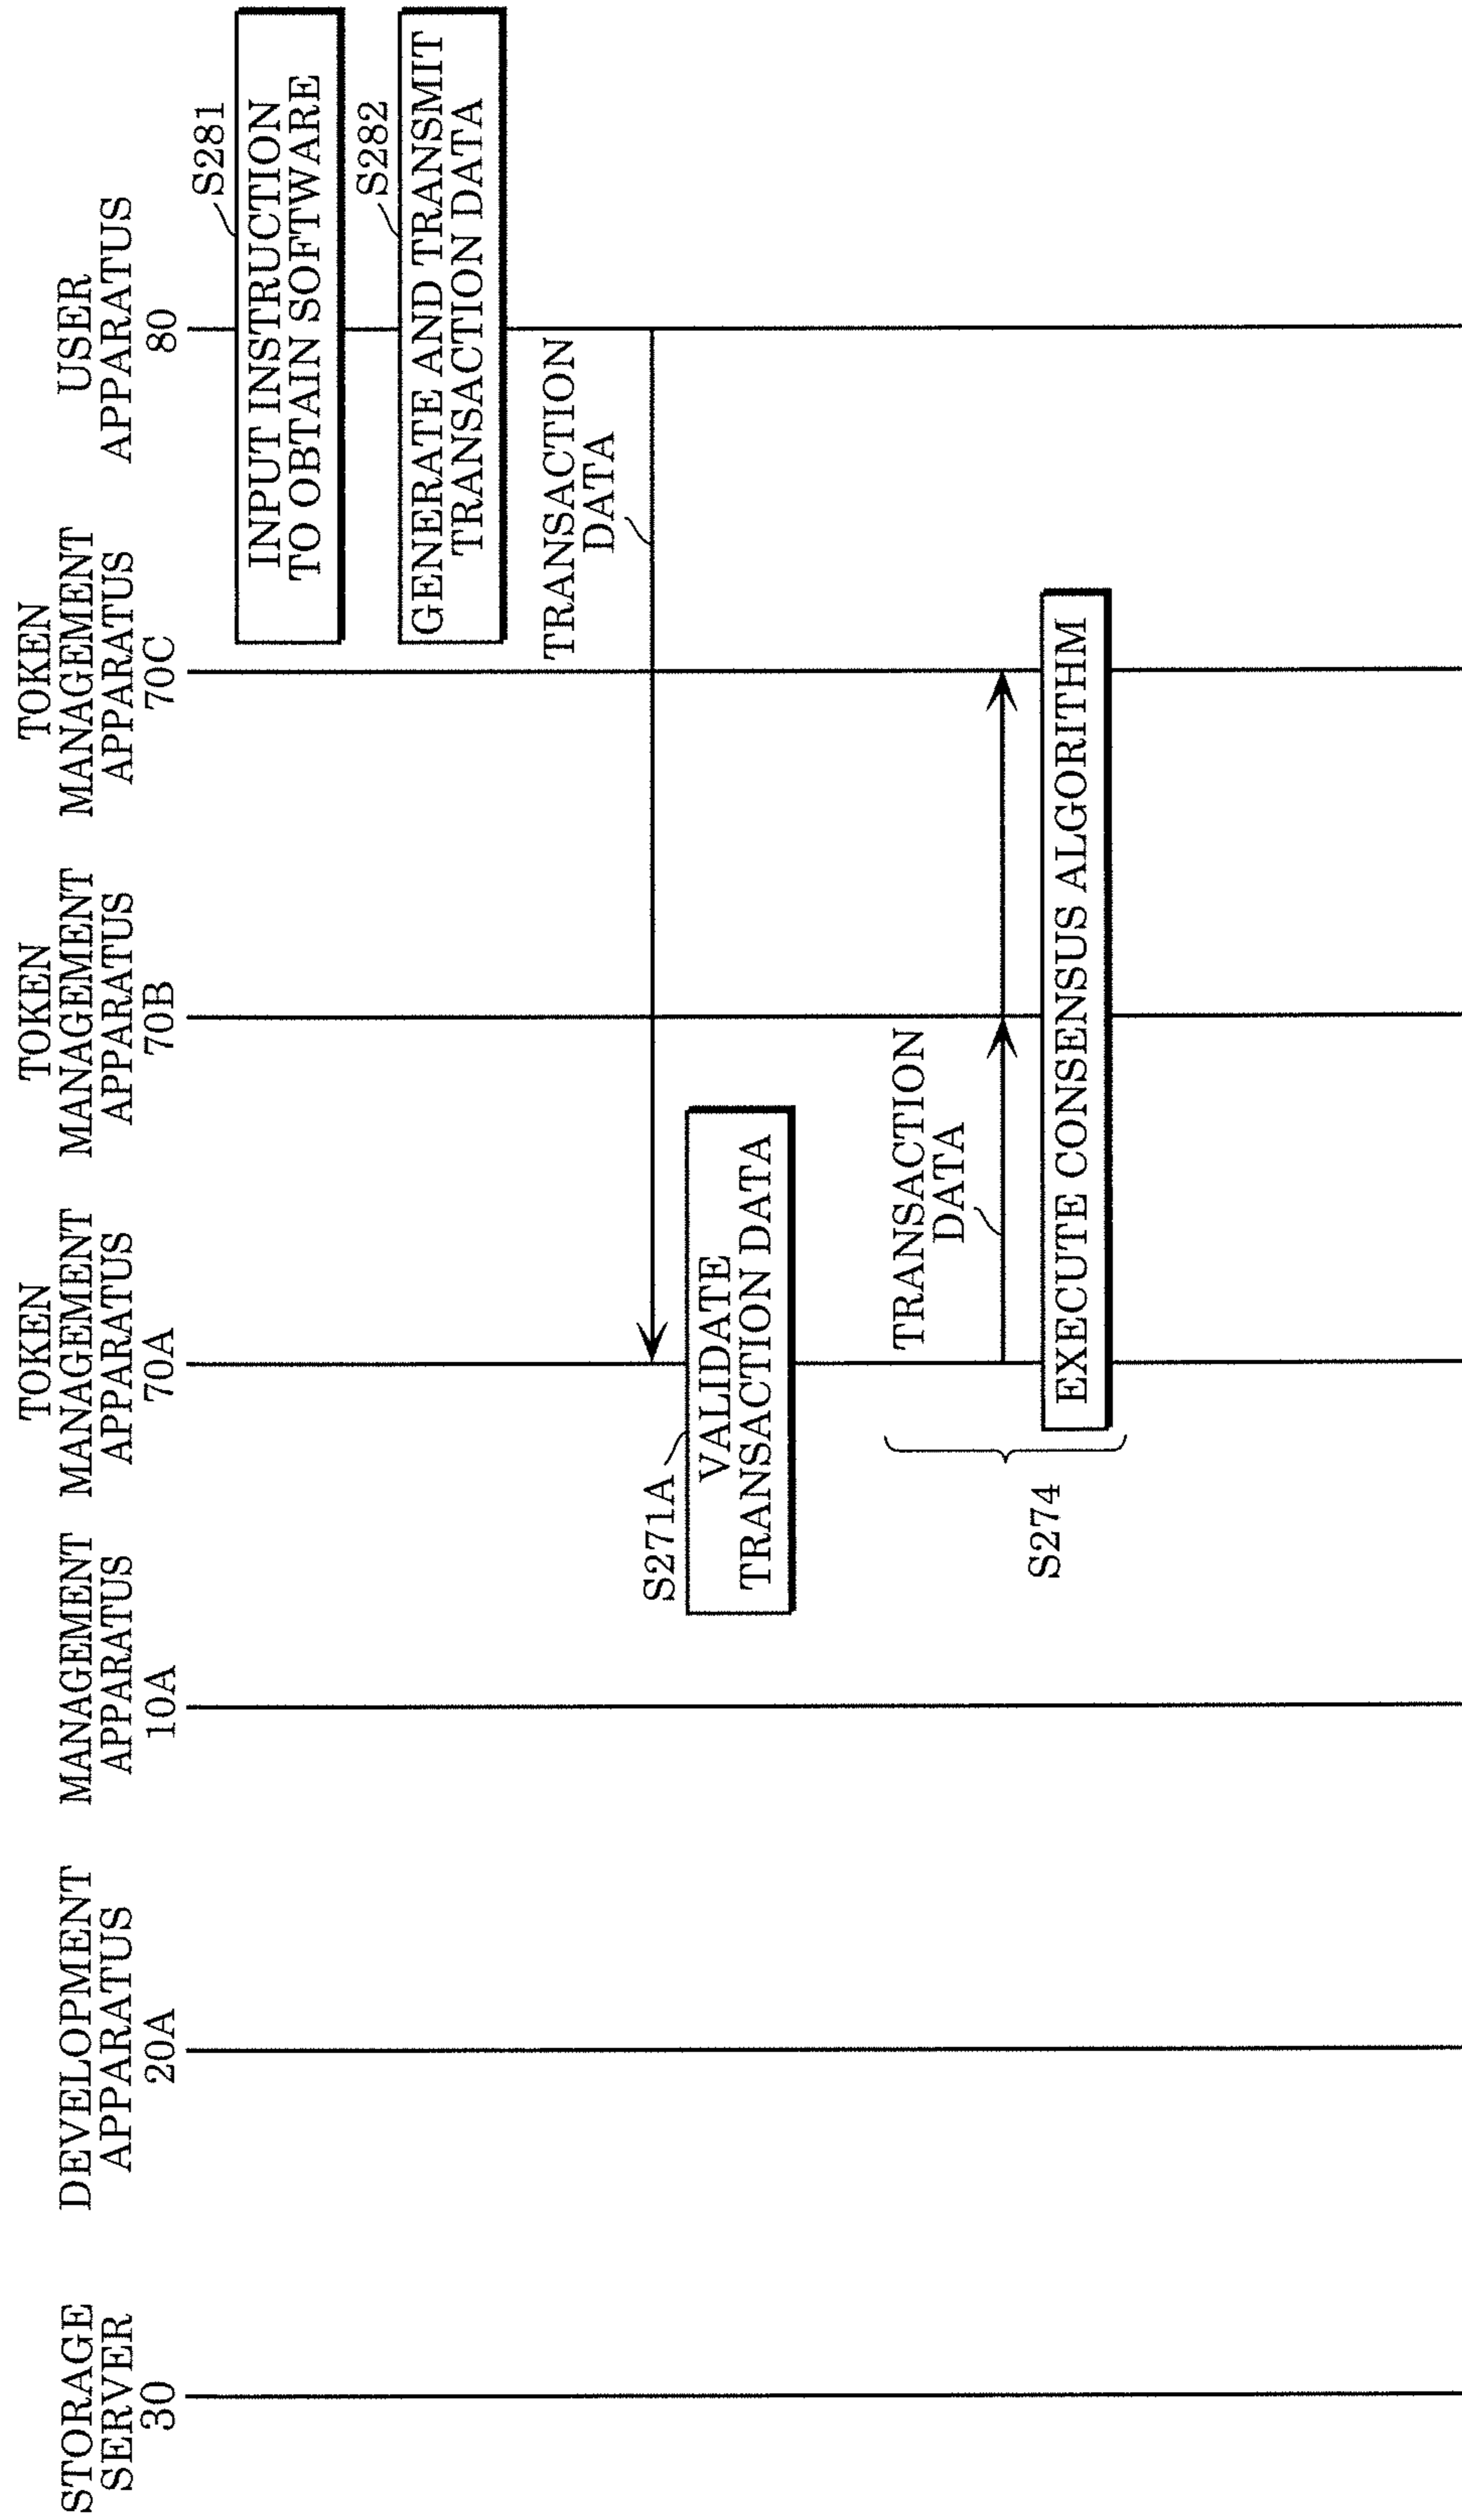 STORAGE
SERVER
30
DEVELOPMENT
APPARATUS
20A
MANAGEMENT
APPARATUS
10A
TOKEN
MANAGEMENT
APPARATUS
70A
TOKEN
MANAGEMENT
APPARATUS
70B
TOKEN
MANAGEMENT
APPARATUS
70C
USER
APPARATUS
80
S281
INPUT INSTRUCTION
TO OBTAIN SOFTWARE
S282
GENERATE AND TRANSMIT
TRANSACTION DATA
TRANSACTION
DATA
S271A
VALIDATE
TRANSACTION DATA
TRANSACTION
DATA
S274
EXECUTE CONSENSUS ALGORITHM